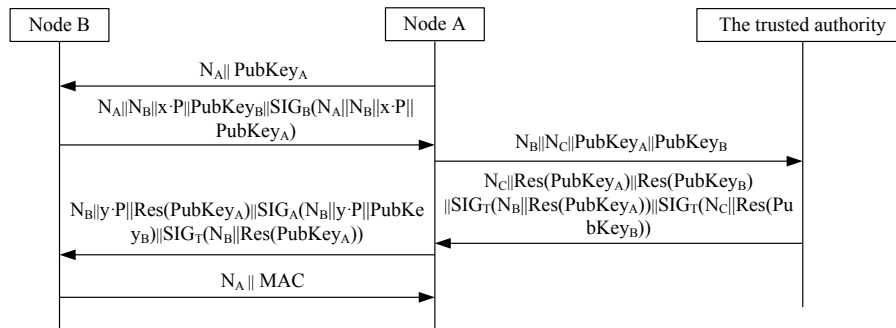 Node B
Node A
The trusted authority
N_A|| PubKey_A
N_A||N_B||x·P||PubKey_B||SIG_B(N_A||N_B||x·P||
PubKey_A)
N_B||N_C||PubKey_A||PubKey_B
N_C||Res(PubKey_A)||Res(PubKey_B)
||SIG_T(N_B||Res(PubKey_A))||SIG_T(N_C||Res(Pu
bKey_B))
N_B||y·P||Res(PubKey_A)||SIG_A(N_B||y·P||PubKe
y_B)||SIG_T(N_B||Res(PubKey_A))
N_A || MAC